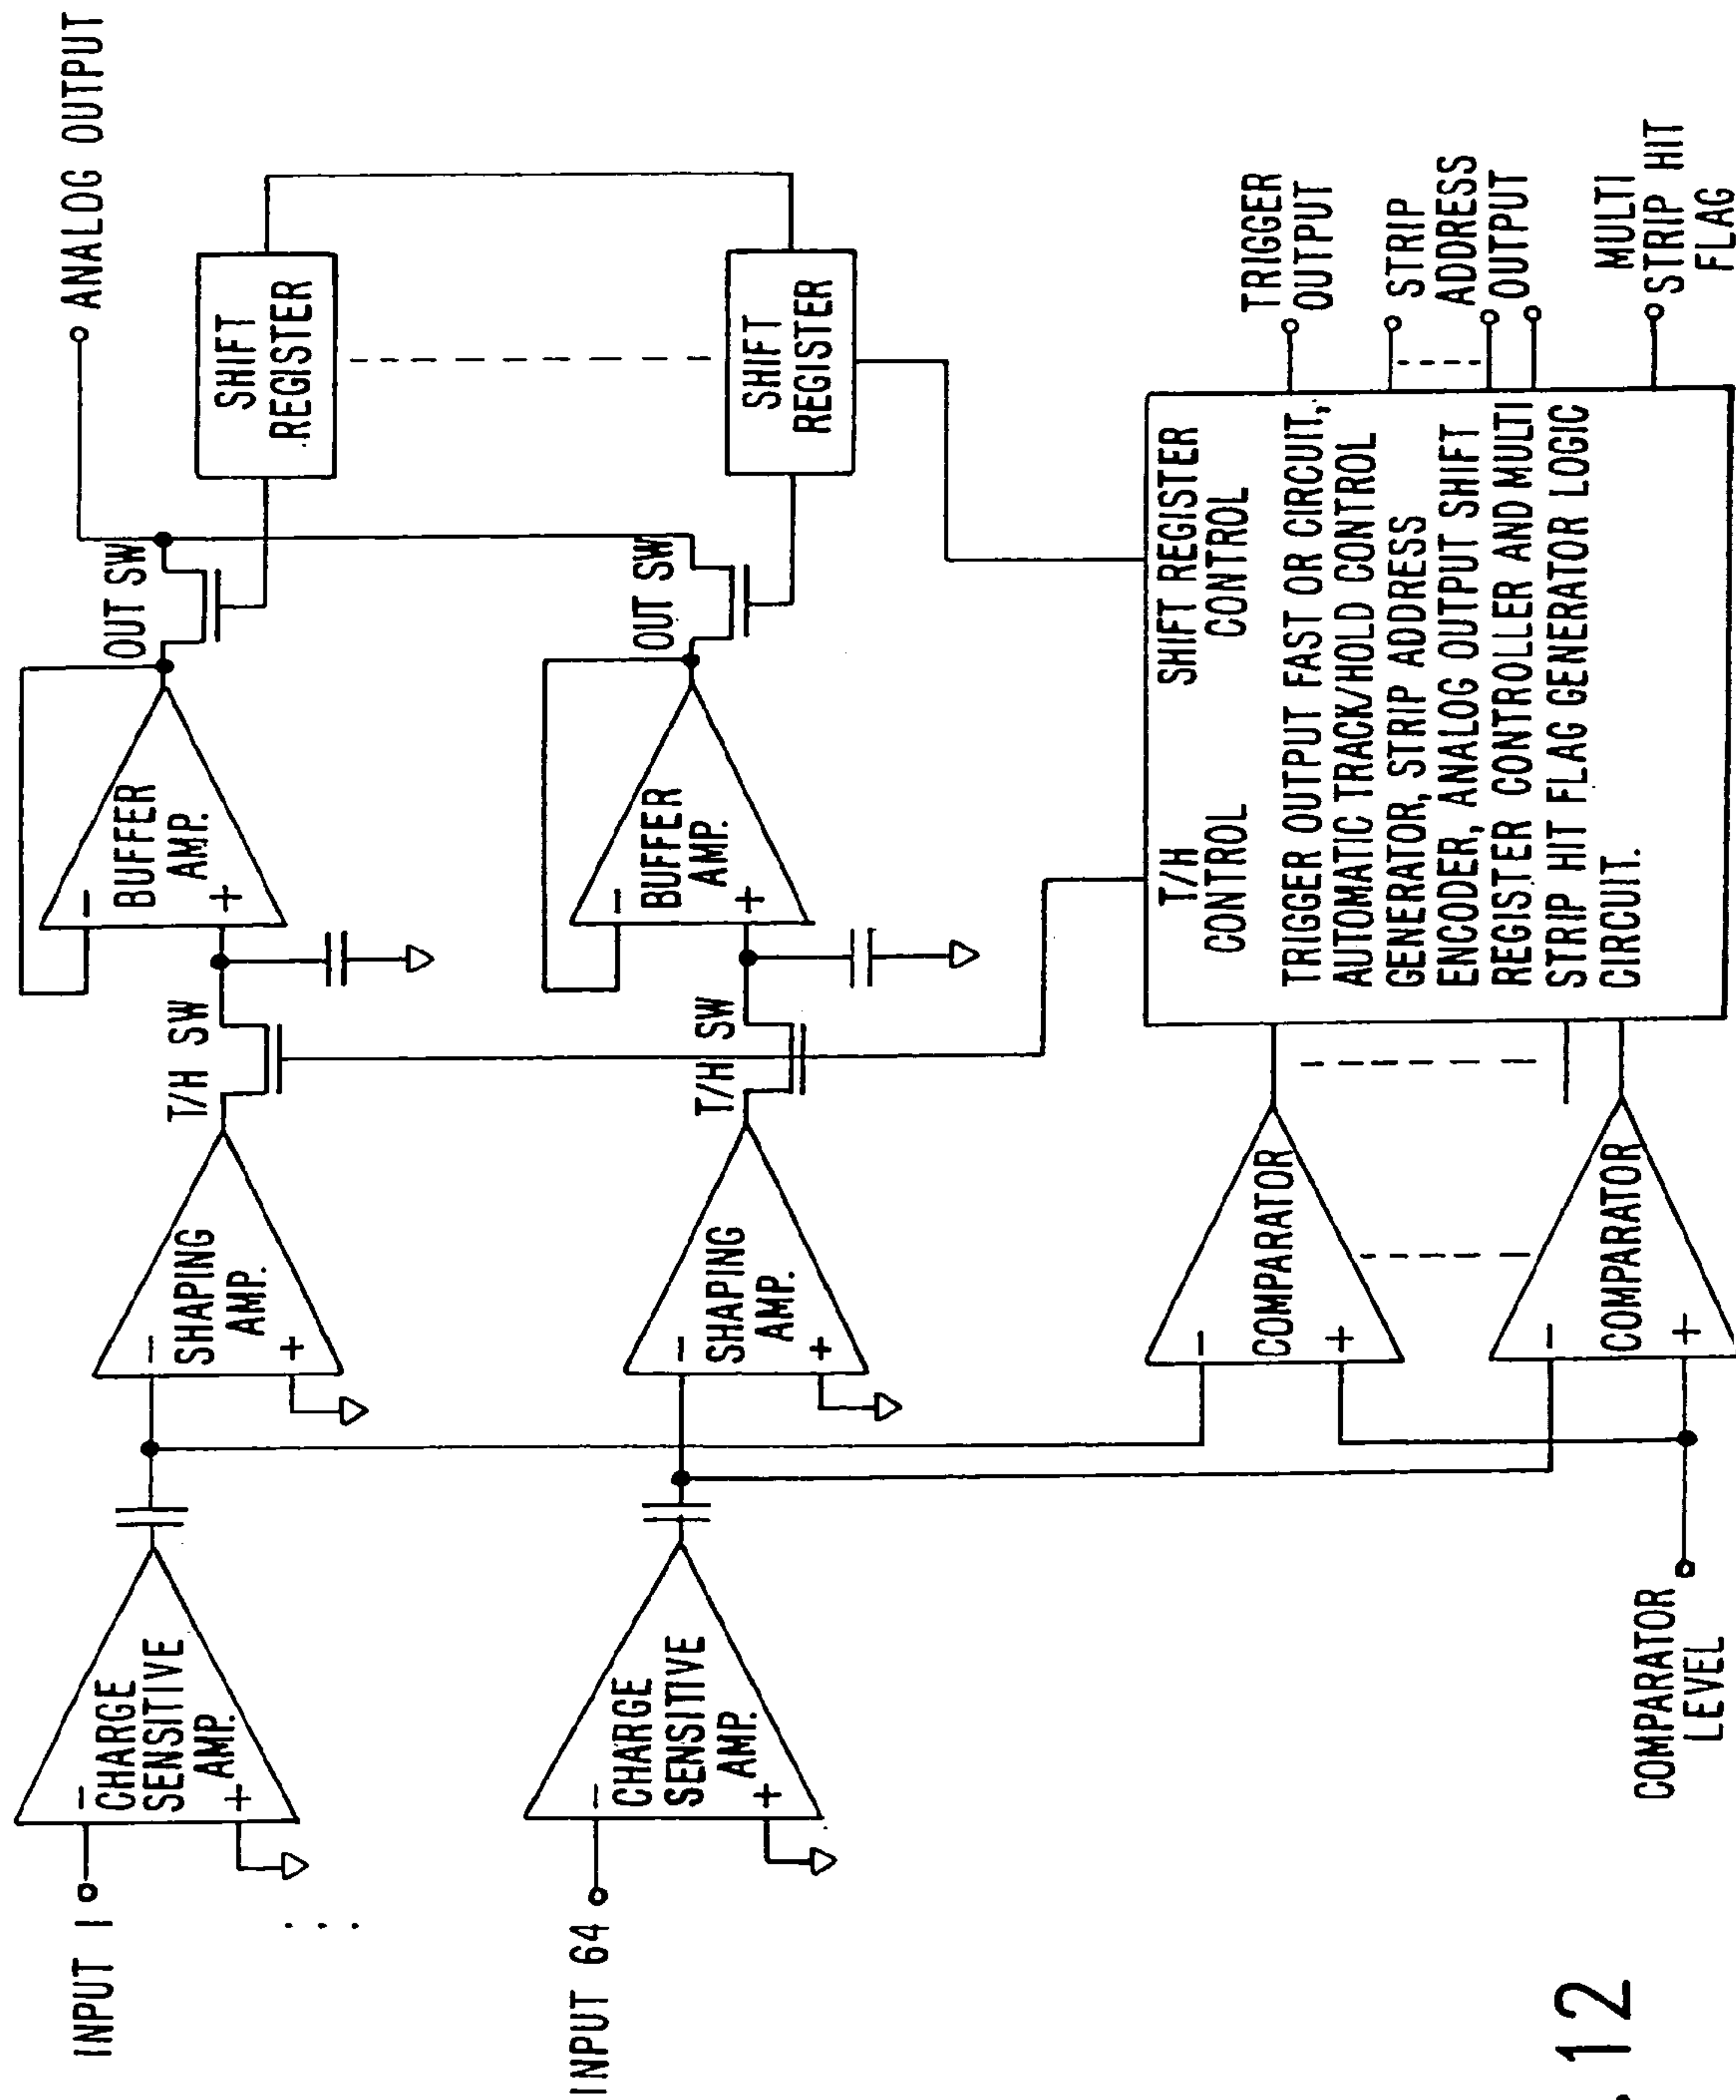 INPUT 1
CHARGE
SENSITIVE
AMP.
-
+
SHAPING
AMP.
-
+
T/H SW
BUFFER
AMP.
-
+
OUT SW
ANALOG OUTPUT
SHIFT
REGISTER
INPUT 64
CHARGE
SENSITIVE
AMP.
-
+
SHAPING
AMP.
-
+
T/H SW
BUFFER
AMP.
-
+
OUT SW
SHIFT
REGISTER
COMPARATOR
-
+
COMPARATOR
-
+
COMPARATOR
LEVEL
T/H
CONTROL
SHIFT REGISTER
CONTROL
TRIGGER OUTPUT FAST OR CIRCUIT,
AUTOMATIC TRACK/HOLD CONTROL
GENERATOR, STRIP ADDRESS
ENCODER, ANALOG OUTPUT SHIFT
REGISTER CONTROLLER AND MULTI
STRIP HIT FLAG GENERATOR LOGIC
CIRCUIT.
TRIGGER
OUTPUT
STRIP
ADDRESS
OUTPUT
MULTI
STRIP HIT
FLAG
. 12